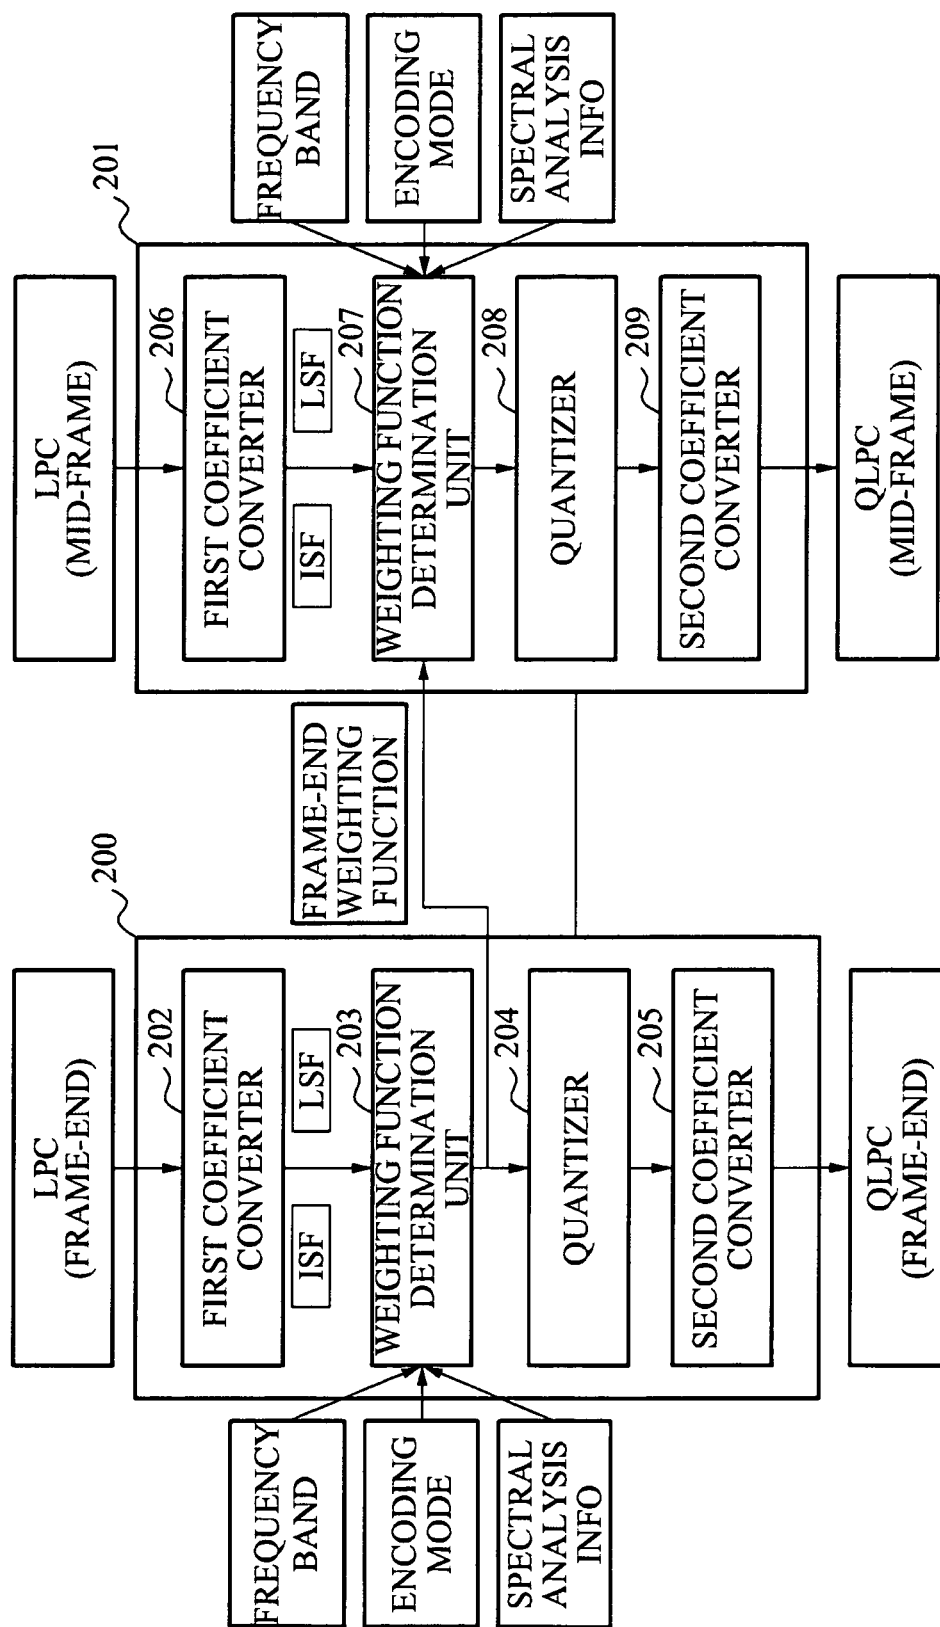 200
LPC
(FRAME-END)
202
FIRST COEFFICIENT
CONVERTER
ISF
LSF
203
FREQUENCY
BAND
ENCODING
MODE
SPECTRAL
ANALYSIS
INFO
WEIGHTING FUNCTION
DETERMINATION
UNIT
204
QUANTIZER
205
SECOND COEFFICIENT
CONVERTER
QLPC
(FRAME-END)
FRAME-END
WEIGHTING
FUNCTION
201
LPC
(MID-FRAME)
206
FIRST COEFFICIENT
CONVERTER
ISF
LSF
207
WEIGHTING FUNCTION
DETERMINATION
UNIT
FREQUENCY
BAND
ENCODING
MODE
SPECTRAL
ANALYSIS
INFO
208
QUANTIZER
209
SECOND COEFFICIENT
CONVERTER
QLPC
(MID-FRAME)